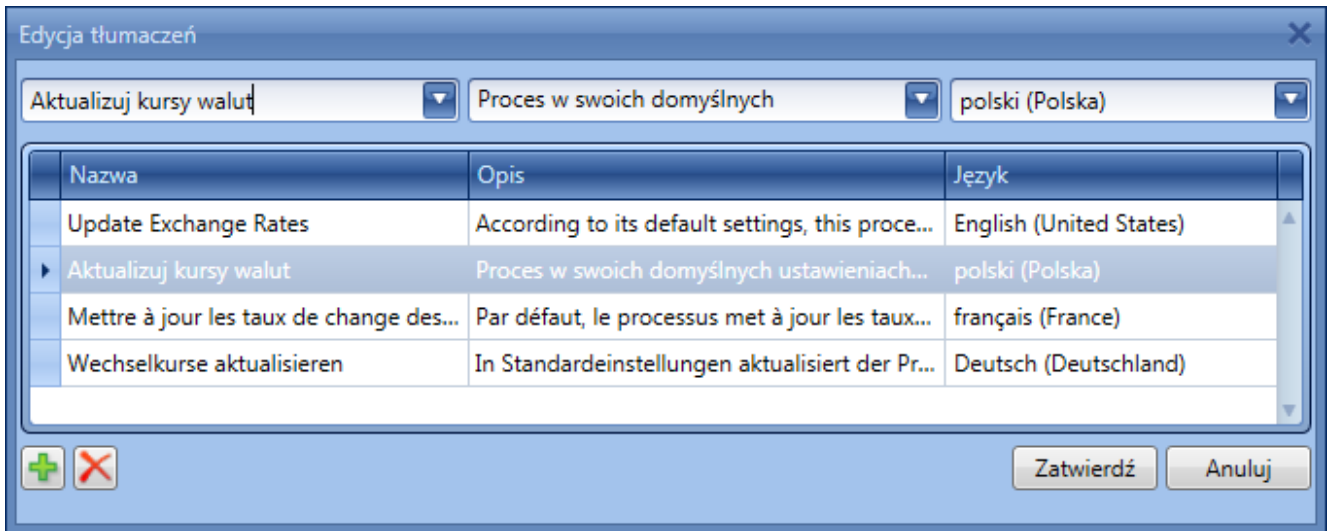 Edycja tłumaczeń
Aktualizuj kursy walut Proces w swoich domyślnych polski (Polska)
Nazwa Opis Język
Update Exchange Rates According to its default settings, this proce... English (United States)
Aktualizuj kursy walut Proces w swoich domyślnych ustawieniach... polski (Polska)
Mettre à jour les taux de change des... Par défaut, le processus met à jour les taux... français (France)
Wechselkurse aktualisieren In Standardeinstellungen aktualisiert der Pr... Deutsch (Deutschland)
Zatwierdź Anuluj